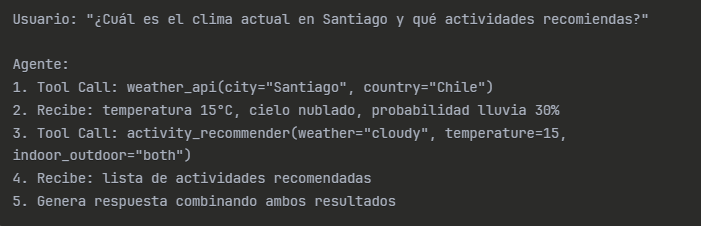 Usuario: "¿Cuál es el clima actual en Santiago y qué actividades recomiendas?"
Agente:
1. Tool Call: weather_api(city="Santiago", country="Chile")
2. Recibe: temperatura 15°C, cielo nublado, probabilidad lluvia 30%
3. Tool Call: activity_recommender(weather="cloudy", temperature=15,
indoor_outdoor="both")
4. Recibe: lista de actividades recomendadas
5. Genera respuesta combinando ambos resultados